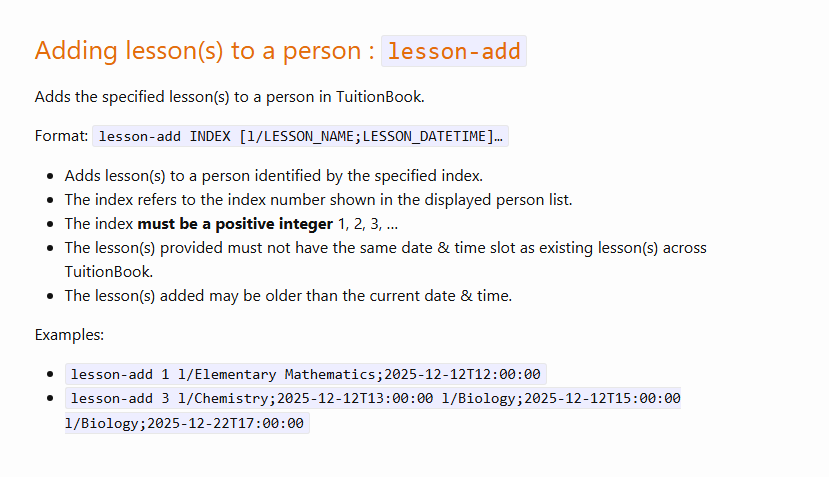 Adding lesson(s) to a person : lesson-add
Adds the specified lesson(s) to a person in TuitionBook.
Format: lesson-add INDEX [l/LESSON_NAME;LESSON_DATETIME]…
• Adds lesson(s) to a person identified by the specified index.
• The index refers to the index number shown in the displayed person list.
• The index must be a positive integer 1, 2, 3, …
• The lesson(s) provided must not have the same date & time slot as existing lesson(s) across
TuitionBook.
• The lesson(s) added may be older than the current date & time.
Examples:
• lesson-add 1 l/Elementary Mathematics;2025-12-12T12:00:00
• lesson-add 3 l/Chemistry;2025-12-12T13:00:00 l/Biology;2025-12-12T15:00:00
l/Biology;2025-12-22T17:00:00